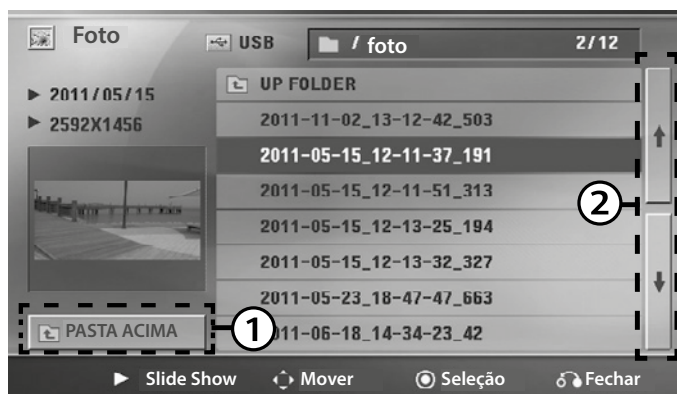 Foto
USB
/ foto
2/12
2011/05/15
2592X1456
UP FOLDER
2011-11-02_13-12-42_503
2011-05-15_12-11-37_191
2011-05-15_12-11-51_313
2011-05-15_12-13-25_194
2011-05-15_12-13-32_327
2011-05-23_18-47-47_663
2011-06-18_14-34-23_42
PASTA ACIMA
1
2
Slide Show
Mover
Seleção
Fechar